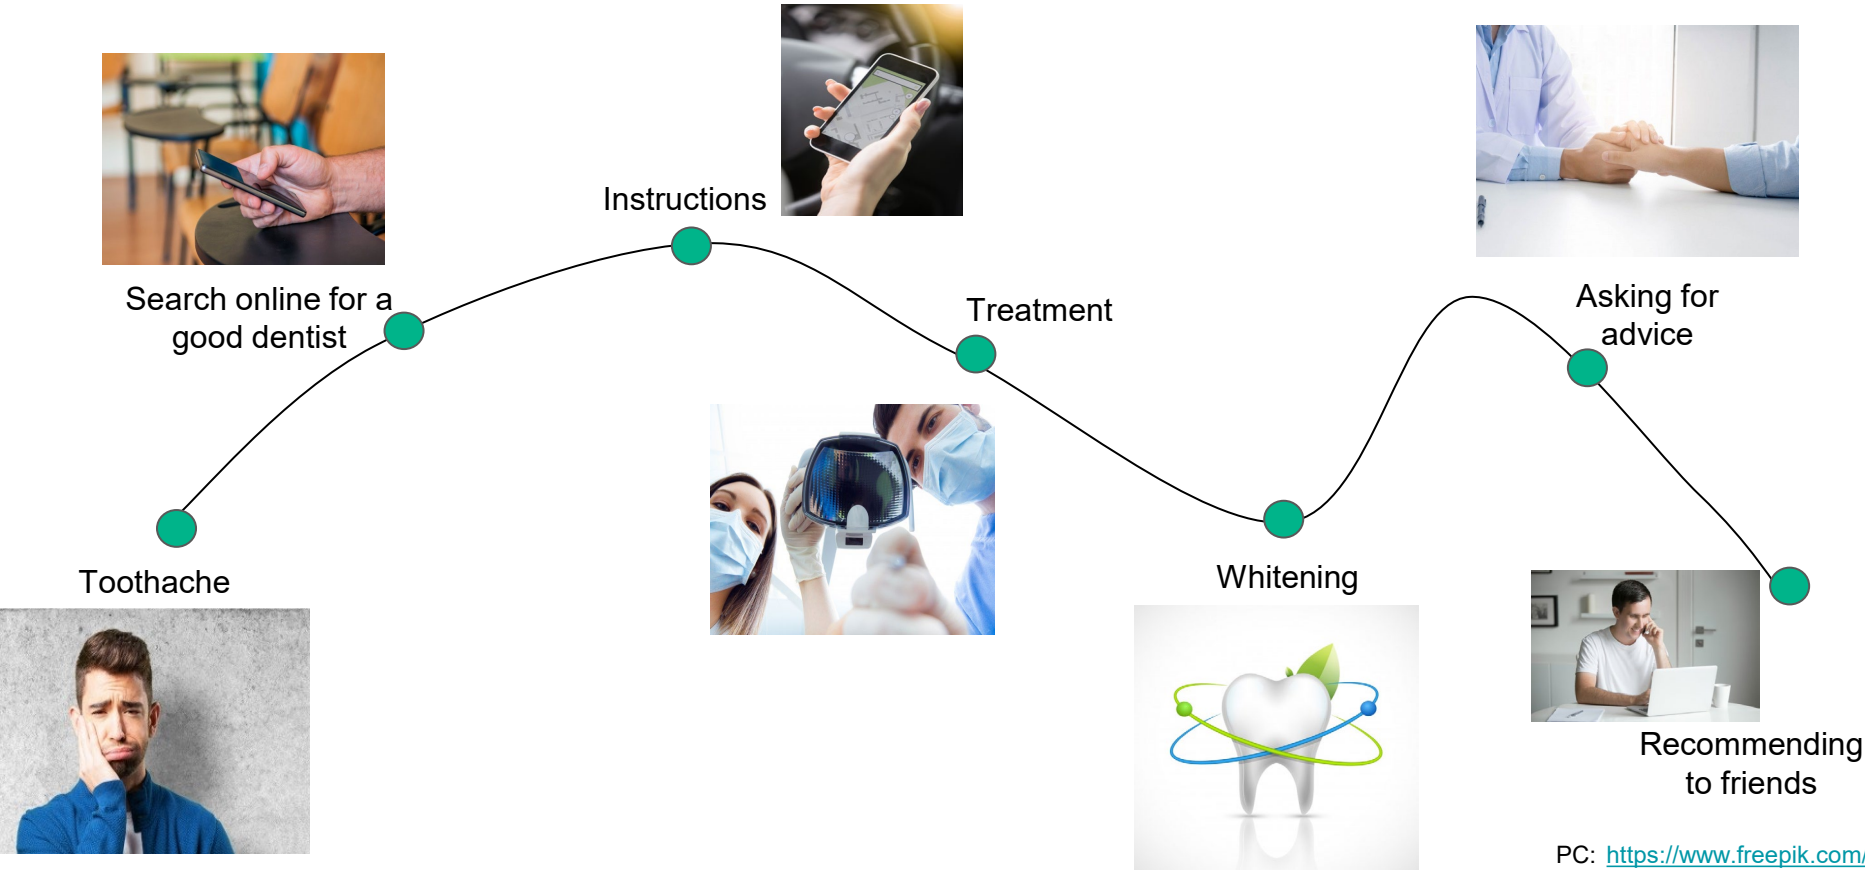 Toothache
Search online for a
good dentist
Instructions
Treatment
Whitening
Asking for
advice
Recommending
to friends
PC: https://www.freepik.com/